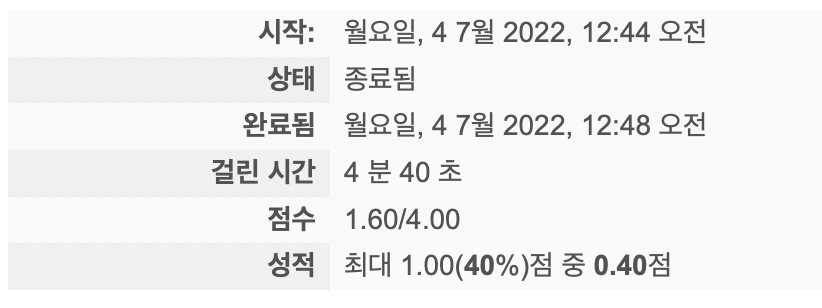 시작: 월요일, 4 7월 2022, 12:44 오전
상태 종료됨
완료됨 월요일, 4 7월 2022, 12:48 오전
걸린 시간 4 분 40 초
점수 1.60/4.00
성적 최대 1.00(40%)점 중 0.40점